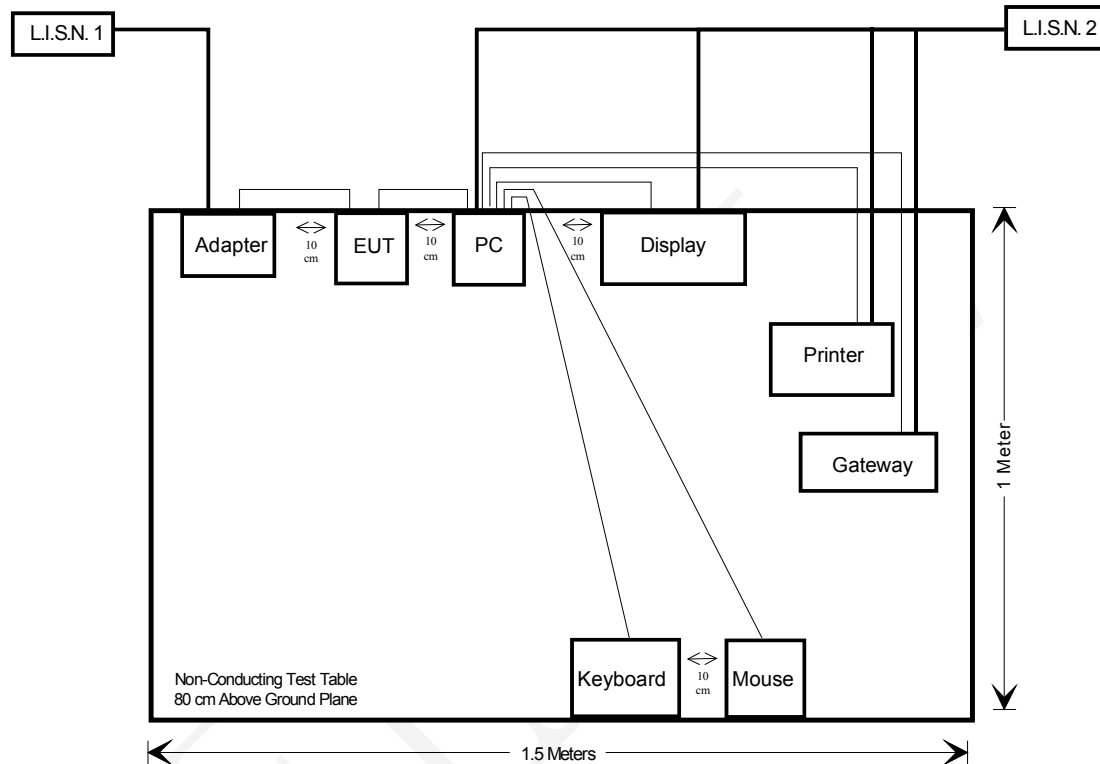 L.I.S.N. 1
L.I.S.N. 2
Adapter
10
cm
EUT
10
cm
PC
10
cm
Display
Printer
Gateway
1 Meter
Keyboard
10
cm
Mouse
Non-Conducting Test Table
80 cm Above Ground Plane
1.5 Meters